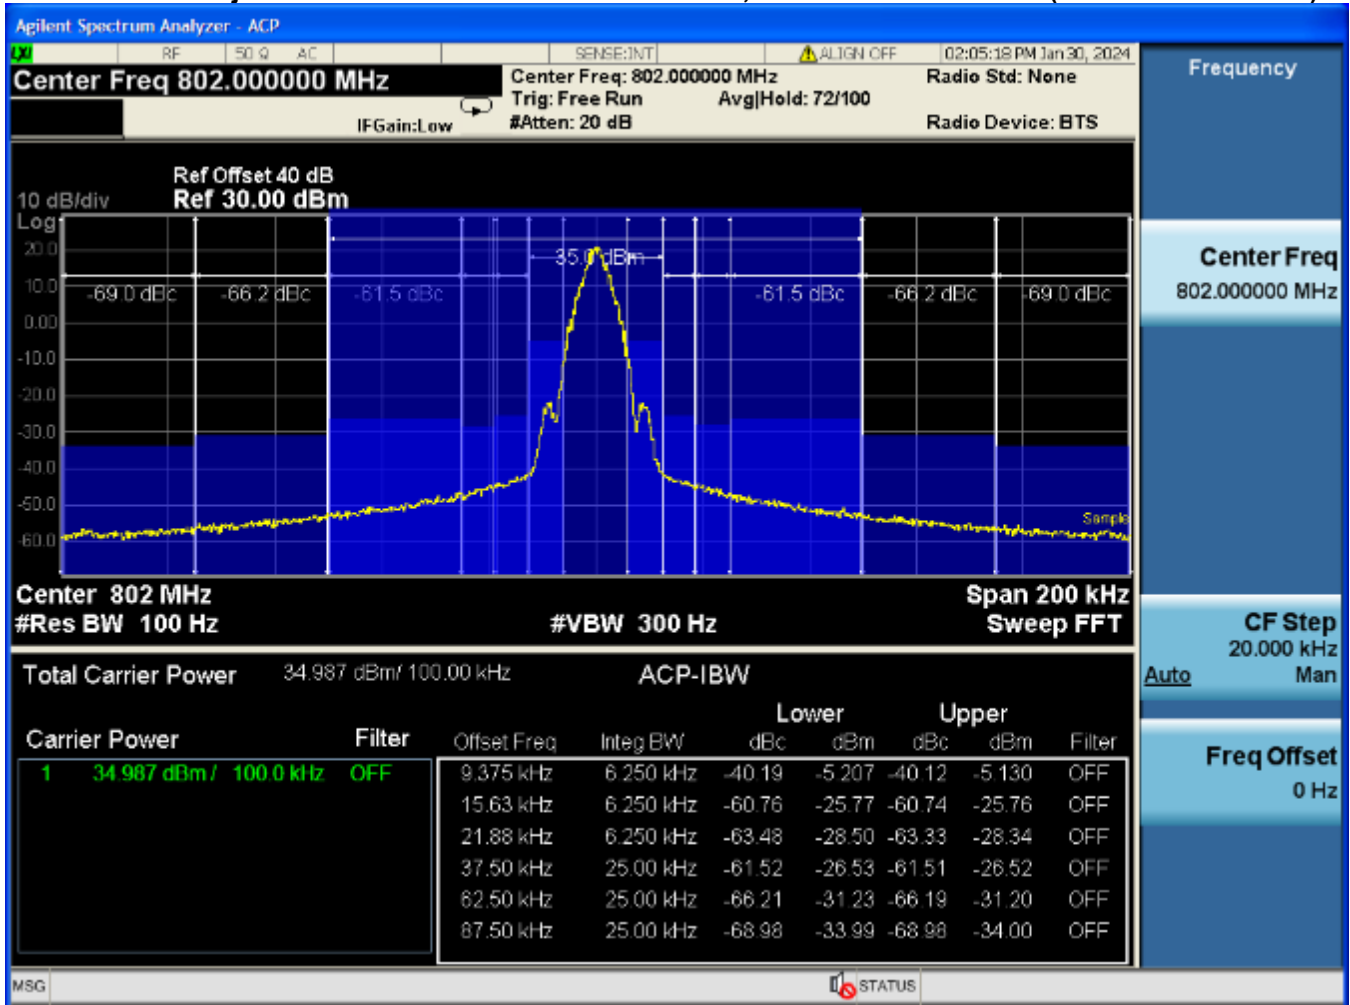 Agilent Spectrum Analyzer - ACP
LXI RF 50 Ω AC SENSE:INT ALIGN OFF 02:05:18 PM Jan 30, 2024
Center Freq 802.000000 MHz
Center Freq: 802.000000 MHz Radio Std: None
Trig: Free Run Avg|Hold: 72/100
IFGain:Low #Atten: 20 dB Radio Device: BTS
Ref Offset 40 dB
10 dB/div Ref 30.00 dBm
Log
20.0
35.0 dBm
10.0 -69.0 dBc -66.2 dBc -61.5 dBc -61.5 dBc -66.2 dBc -69.0 dBc
0.00
-10.0
-20.0
-30.0
-40.0
-50.0
Sample
-60.0
Center 802 MHz Span 200 kHz
#Res BW 100 Hz #VBW 300 Hz Sweep FFT
Total Carrier Power 34.987 dBm/ 100.00 kHz ACP-IBW
Lower Upper
Carrier Power Filter Offset Freq Integ BW dBc dBm dBc dBm Filter
1 34.987 dBm / 100.0 kHz OFF 9.375 kHz 6.250 kHz -40.19 -5.207 -40.12 -5.130 OFF
15.63 kHz 6.250 kHz -60.76 -25.77 -60.74 -25.76 OFF
21.88 kHz 6.250 kHz -63.48 -28.50 -63.33 -28.34 OFF
37.50 kHz 25.00 kHz -61.52 -26.53 -61.51 -26.52 OFF
62.50 kHz 25.00 kHz -66.21 -31.23 -66.19 -31.20 OFF
87.50 kHz 25.00 kHz -68.98 -33.99 -68.98 -34.00 OFF
MSG STATUS
Frequency
Center Freq
802.000000 MHz
CF Step
20.000 kHz
Auto Man
Freq Offset
0 Hz